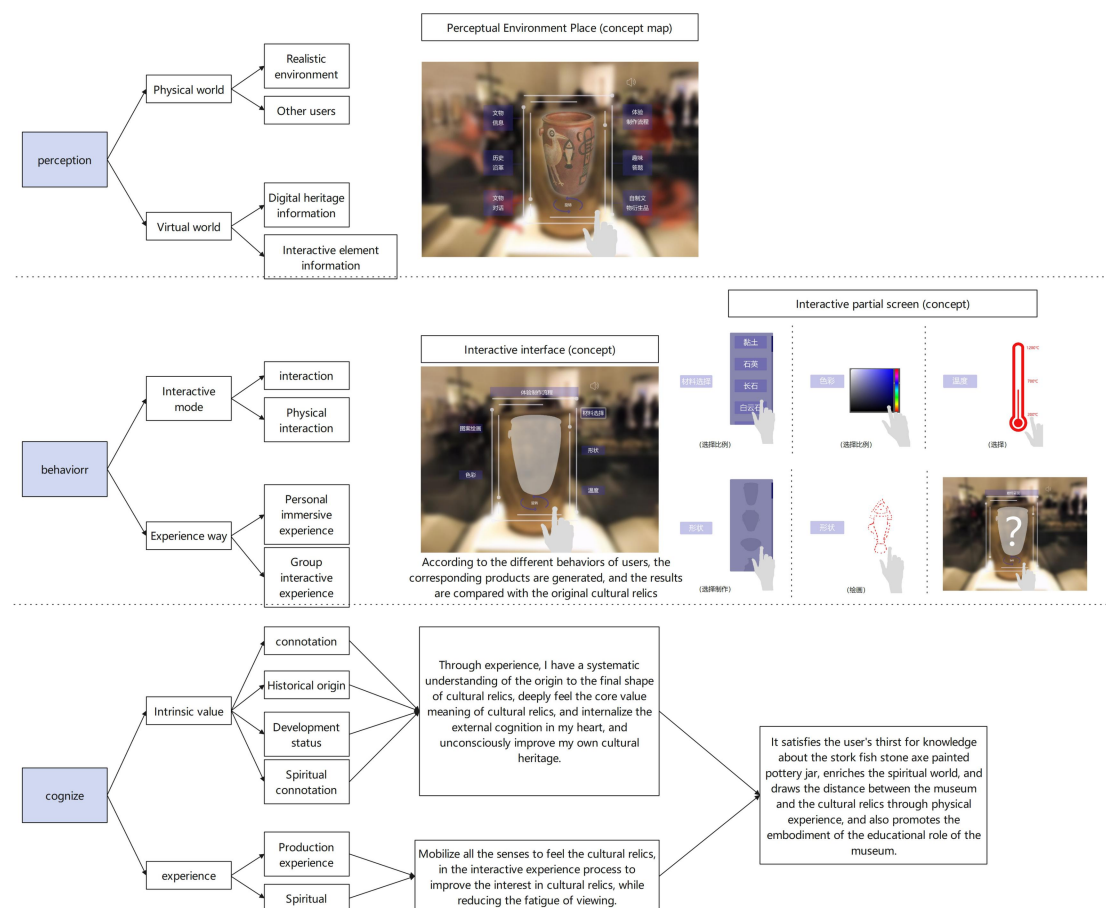 Perceptual Environment Place (concept map)
Realistic
environment
Physical world
Other users
perception
Digital heritage
information
Virtual world
Interactive element
information
文物
信息
历史
沿革
文物
对话
体验
制作流程
趣味
答题
自制文
物衍生品
Interactive partial screen (concept)
Interactive interface (concept)
interaction
Interactive
mode
Physical
interaction
behaviorr
Personal
immersive
experience
Experience way
Group
interactive
experience
体验制作流程
图案绘画
色彩
材料选择
形状
温度
According to the different behaviors of users, the
corresponding products are generated, and the results
are compared with the original cultural relics
材料选择
黏土
石英
长石
白云石
(选择比例)
色彩
(选择比例)
温度
(选择)
形状
(选择制作)
形状
(绘画)
?
connotation
Historical origin
Intrinsic value
Development
status
Spiritual
connotation
cognize
Production
experience
experience
Spiritual
Through experience, I have a systematic
understanding of the origin to the final shape
of cultural relics, deeply feel the core value
meaning of cultural relics, and internalize the
external cognition in my heart, and
unconsciously improve my own cultural
heritage.
Mobilize all the senses to feel the cultural relics,
in the interactive experience process to
improve the interest in cultural relics, while
reducing the fatigue of viewing.
It satisfies the user's thirst for knowledge
about the stork fish stone axe painted
pottery jar, enriches the spiritual world, and
draws the distance between the museum
and the cultural relics through physical
experience, and also promotes the
embodiment of the educational role of the
museum.